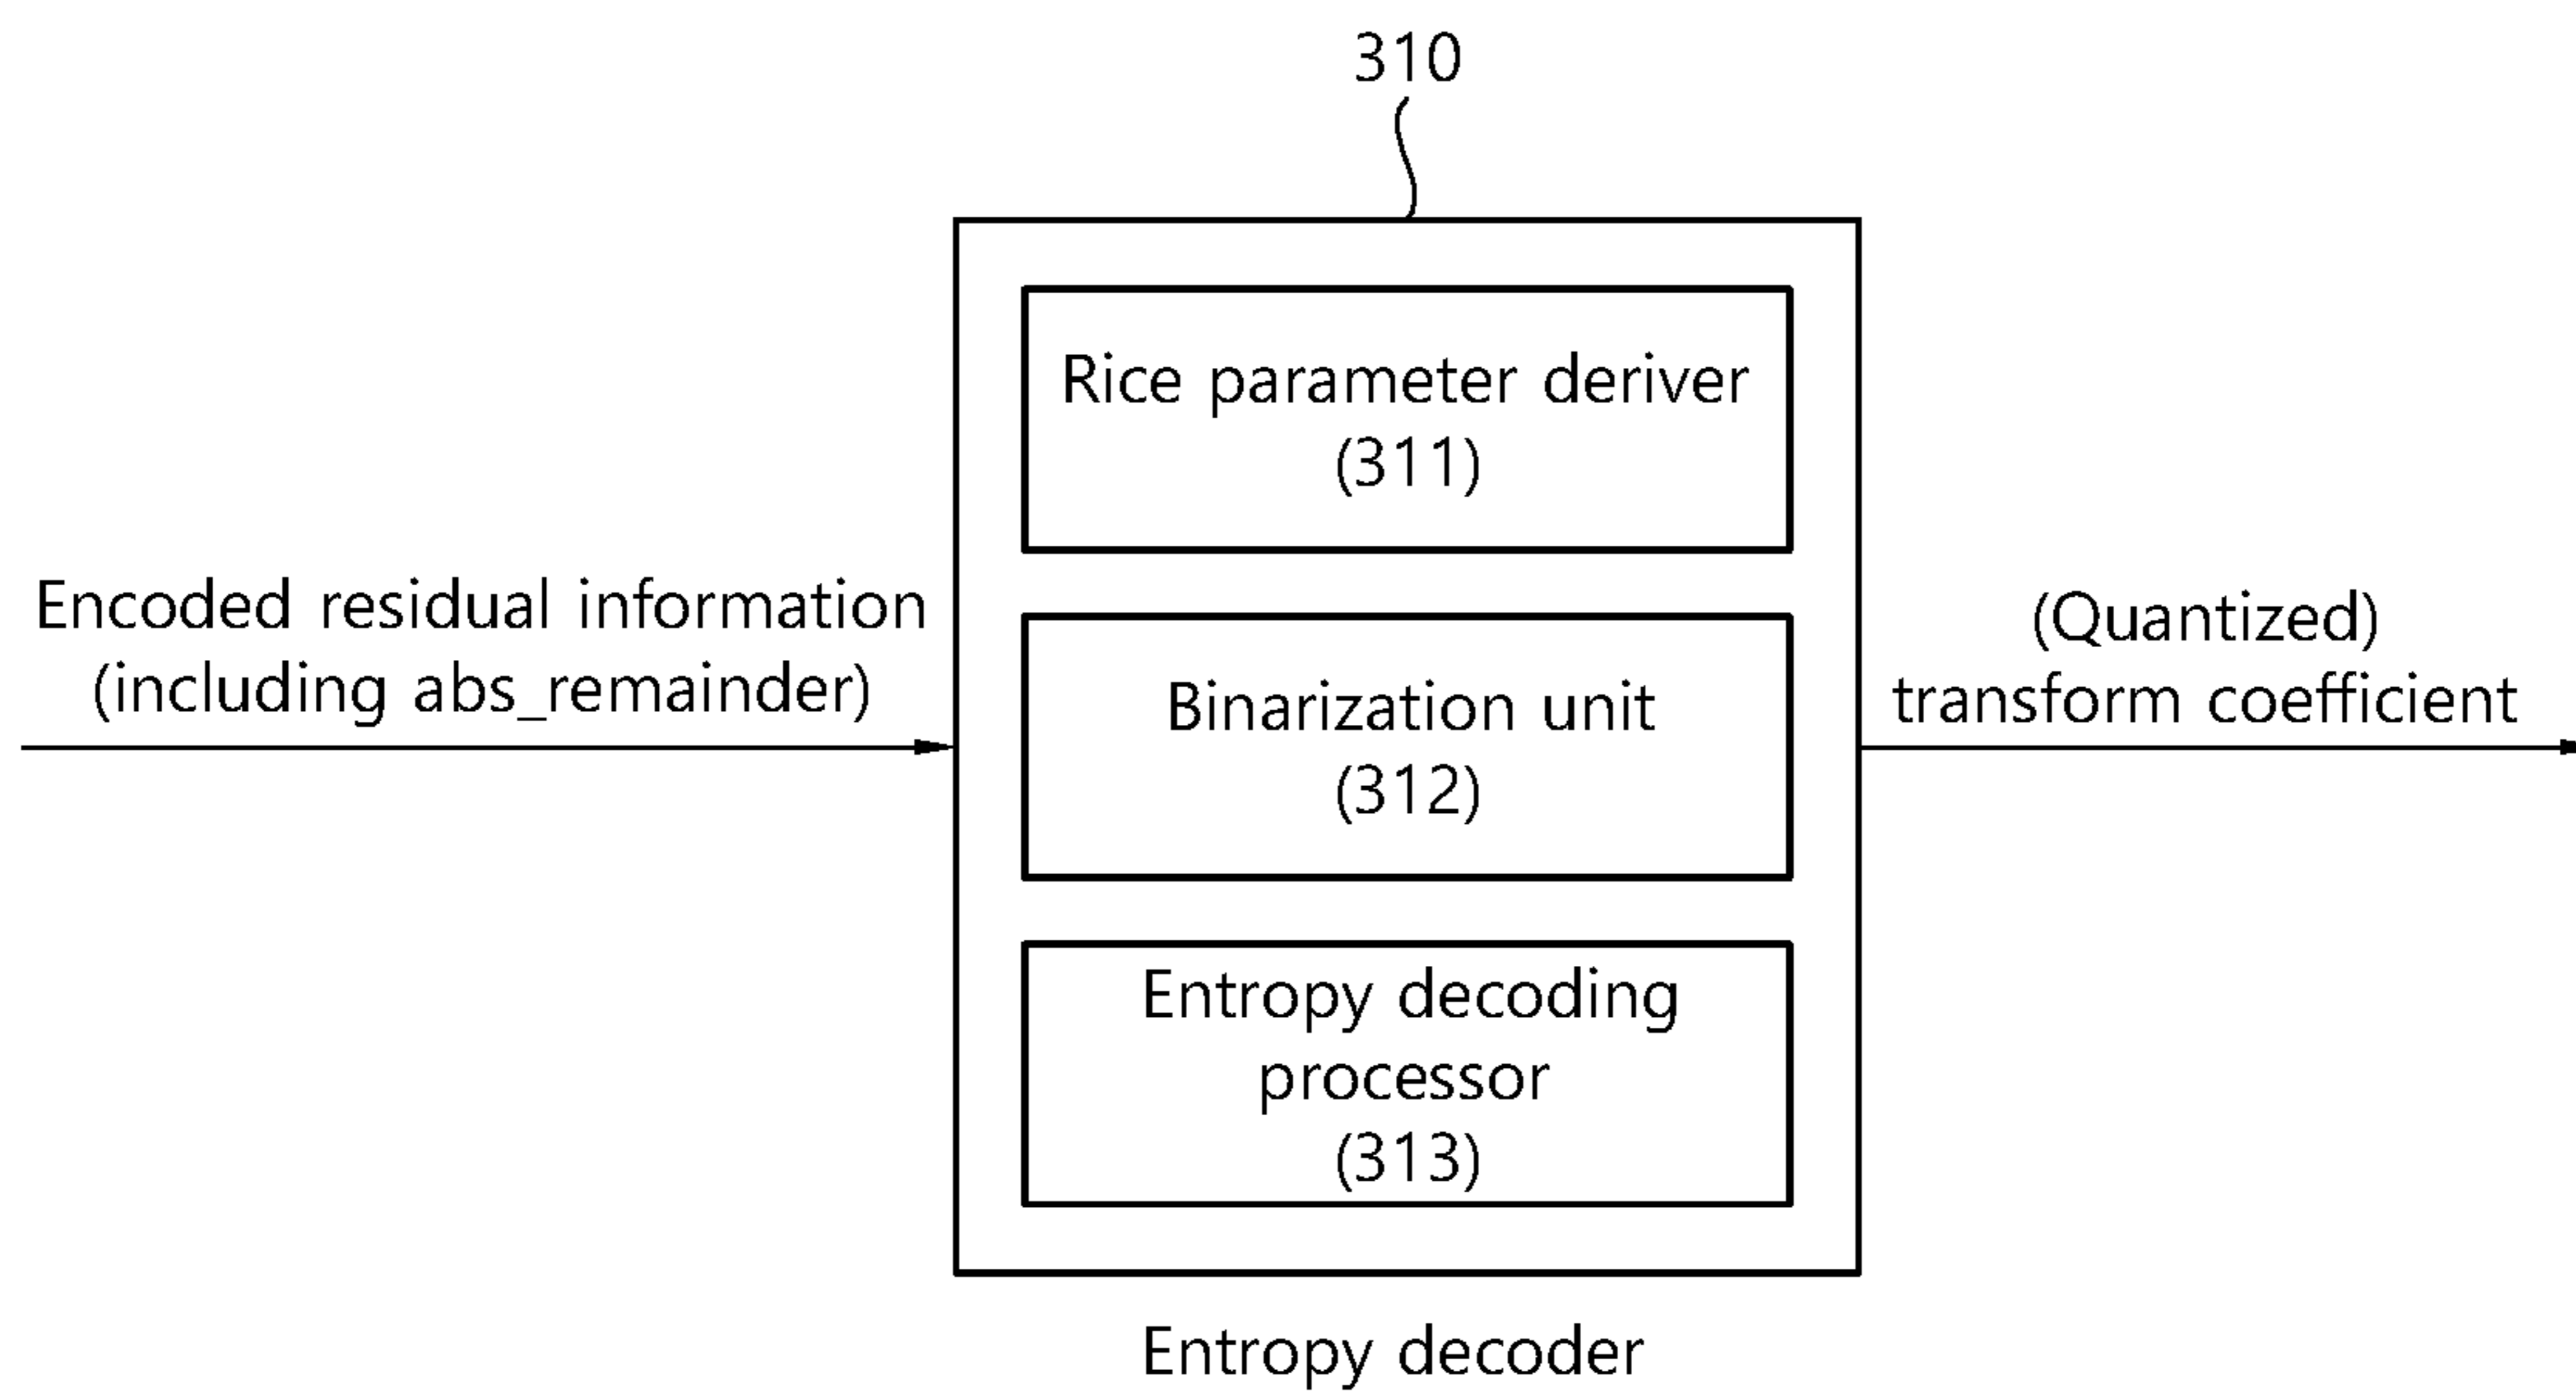 310
Rice parameter deriver
(311)
Encoded residual information
(including abs_remainder)
Binarization unit
(312)
(Quantized)
transform coefficient
Entropy decoding
processor
(313)
Entropy decoder